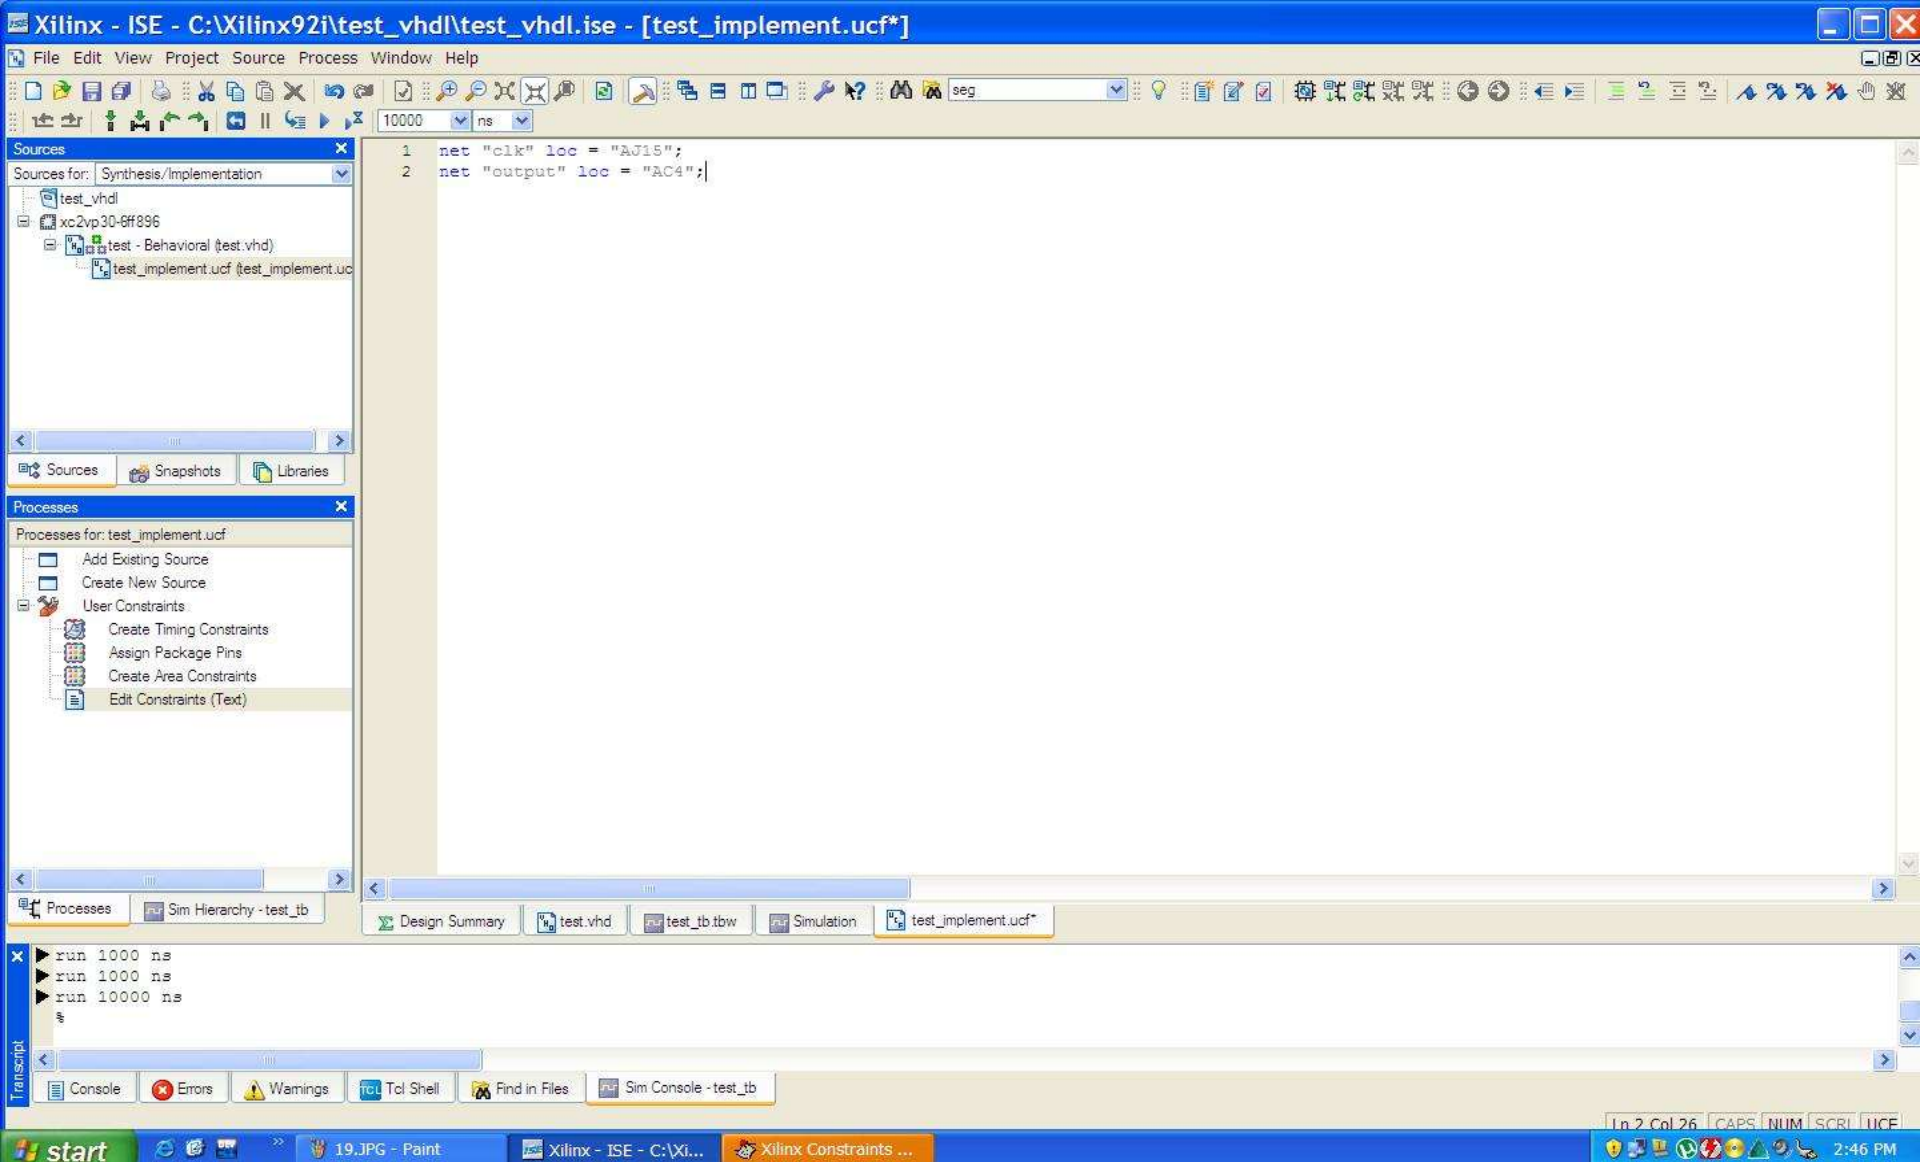 Xilinx - ISE - C:\Xilinx92i\test_vhdl\test_vhdl.ise - [test_implement.ucf*]
File Edit View Project Source Process Window Help
seg
10000 ns
Sources
Sources for: Synthesis/Implementation
test_vhdl
xc2vp30-6ff896
test - Behavioral (test.vhd)
test_implement.ucf (test_implement.uc
Sources Snapshots Libraries
Processes
Processes for: test_implement.ucf
Add Existing Source
Create New Source
User Constraints
Create Timing Constraints
Assign Package Pins
Create Area Constraints
Edit Constraints (Text)
Processes Sim Hierarchy - test_tb
1 net "clk" loc = "AJ15";
2 net "output" loc = "AC4";
Design Summary test.vhd test_tb.tbw Simulation test_implement.ucf*
run 1000 ns
run 1000 ns
run 10000 ns
%
Transcript
Console Errors Warnings Tcl Shell Find in Files Sim Console - test_tb
Ln 2 Col 26 CAPS NUM SCRL UCF
start 19.JPG - Paint Xilinx - ISE - C:\Xi... Xilinx Constraints ... 2:46 PM